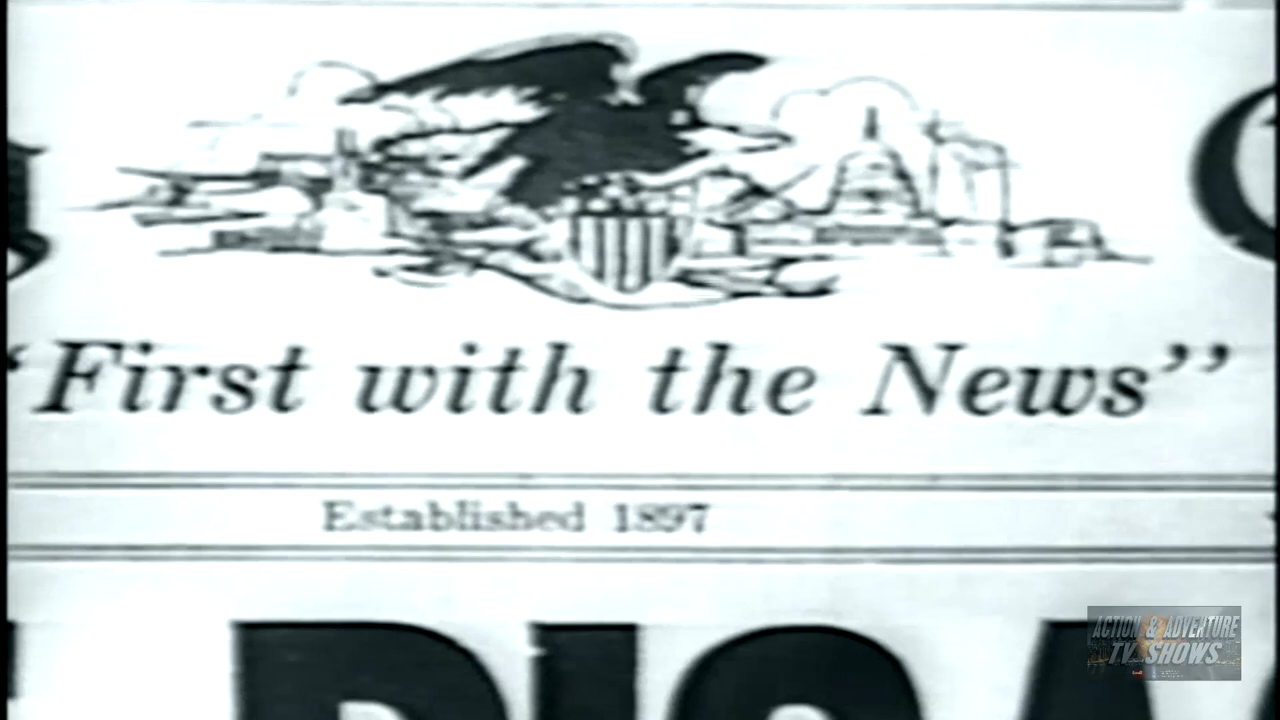 "First with the News"
Established 1897
ACTION & ADVENTURE
TV SHOWS